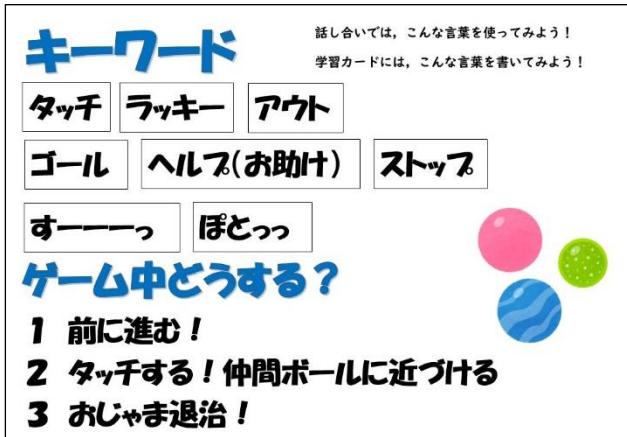 キーワード
話し合いでは，こんな言葉を使ってみよう！
学習カードには，こんな言葉を書いてみよう！
タッチ ラッキー アウト
ゴール ヘルプ(お助け) ストップ
すーーーっ ぽとっっ
ゲーム中どうする？
1 前に進む！
2 タッチする！仲間ボールに近づける
3 おじゃま退治！